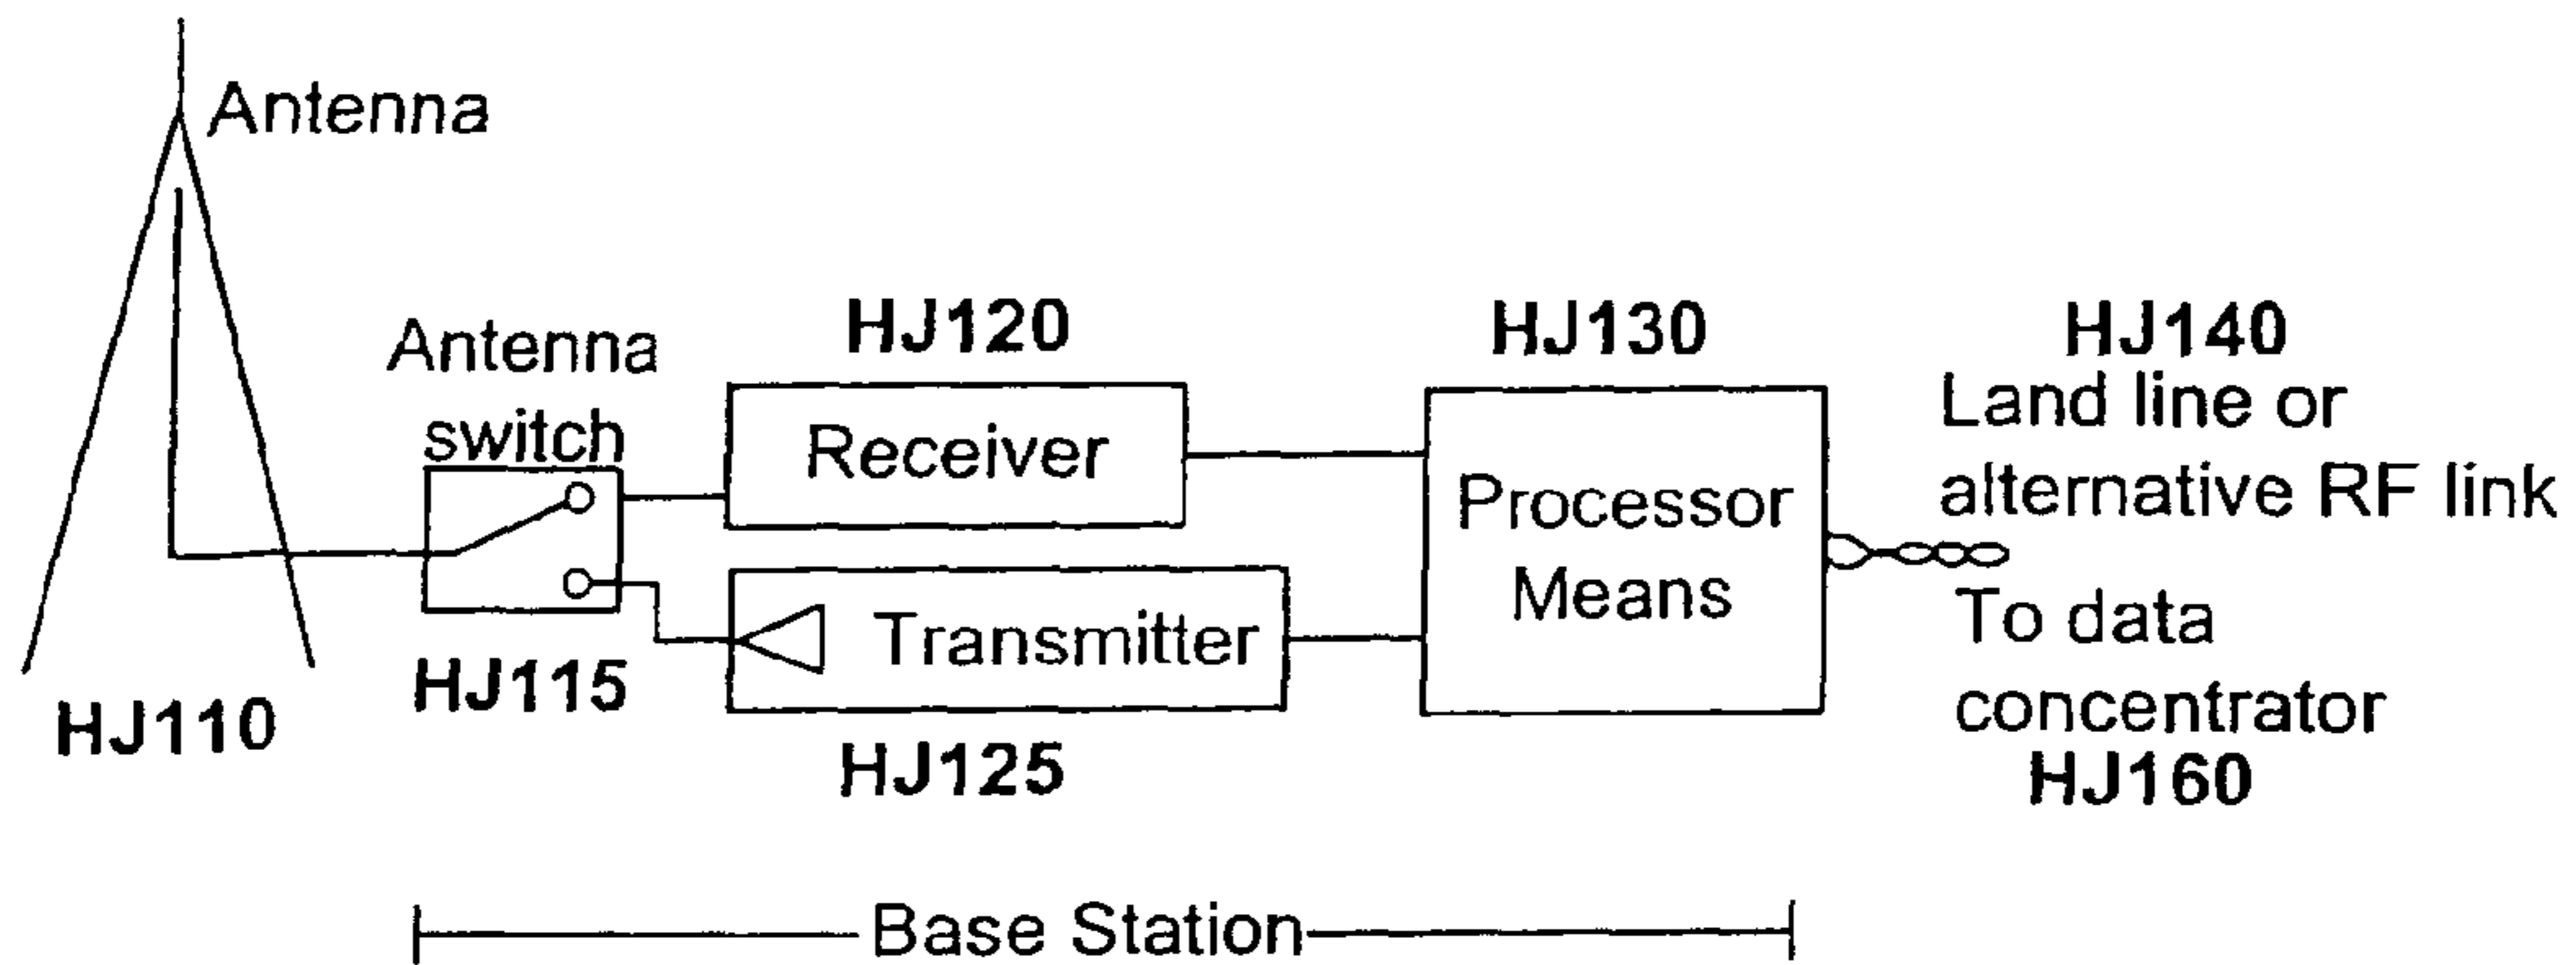 Antenna
HJ110
Antenna
switch
HJ115
HJ120
Receiver
Transmitter
HJ125
HJ130
Processor
Means
HJ140
Land line or
alternative RF link
To data
concentrator
HJ160
Base Station